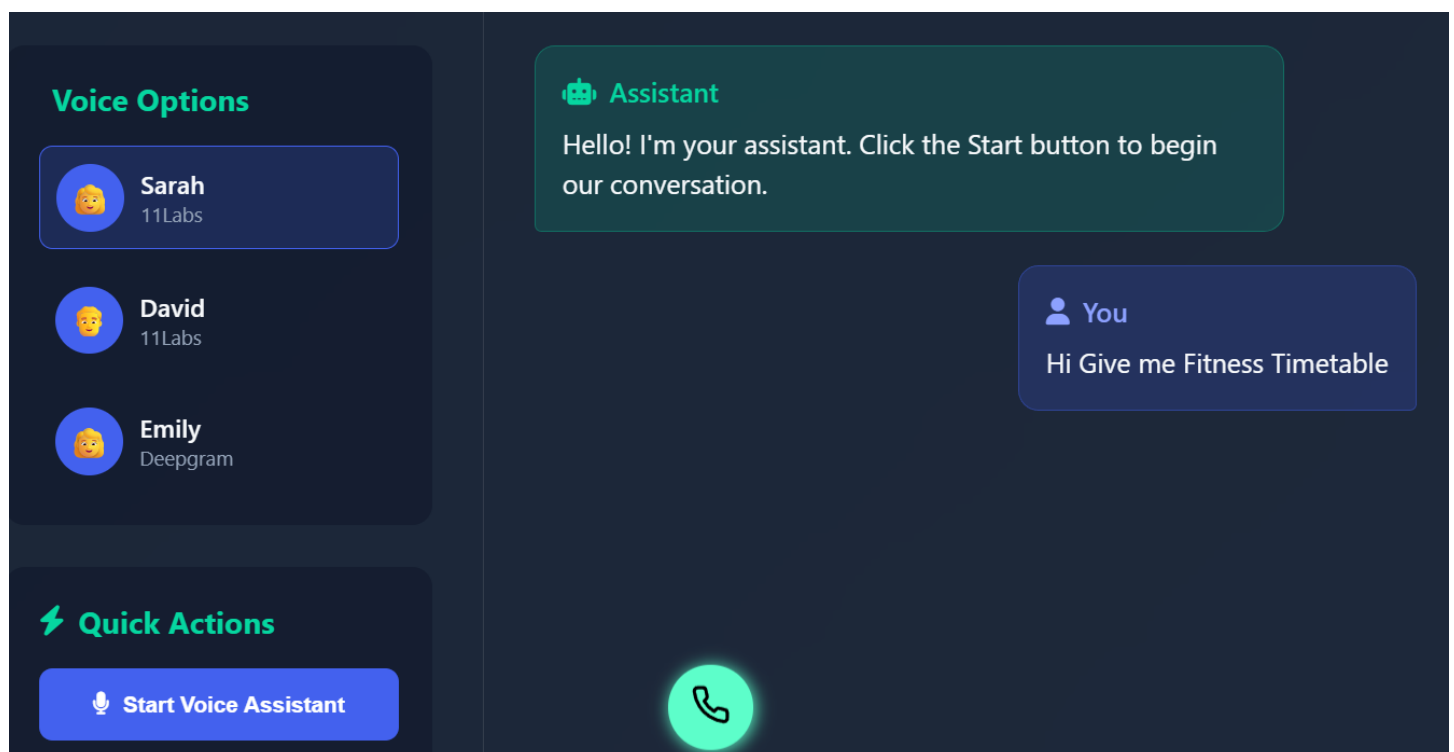 Voice Options
Sarah
11Labs
David
11Labs
Emily
Deepgram
Quick Actions
Start Voice Assistant
Assistant
Hello! I'm your assistant. Click the Start button to begin
our conversation.
You
Hi Give me Fitness Timetable